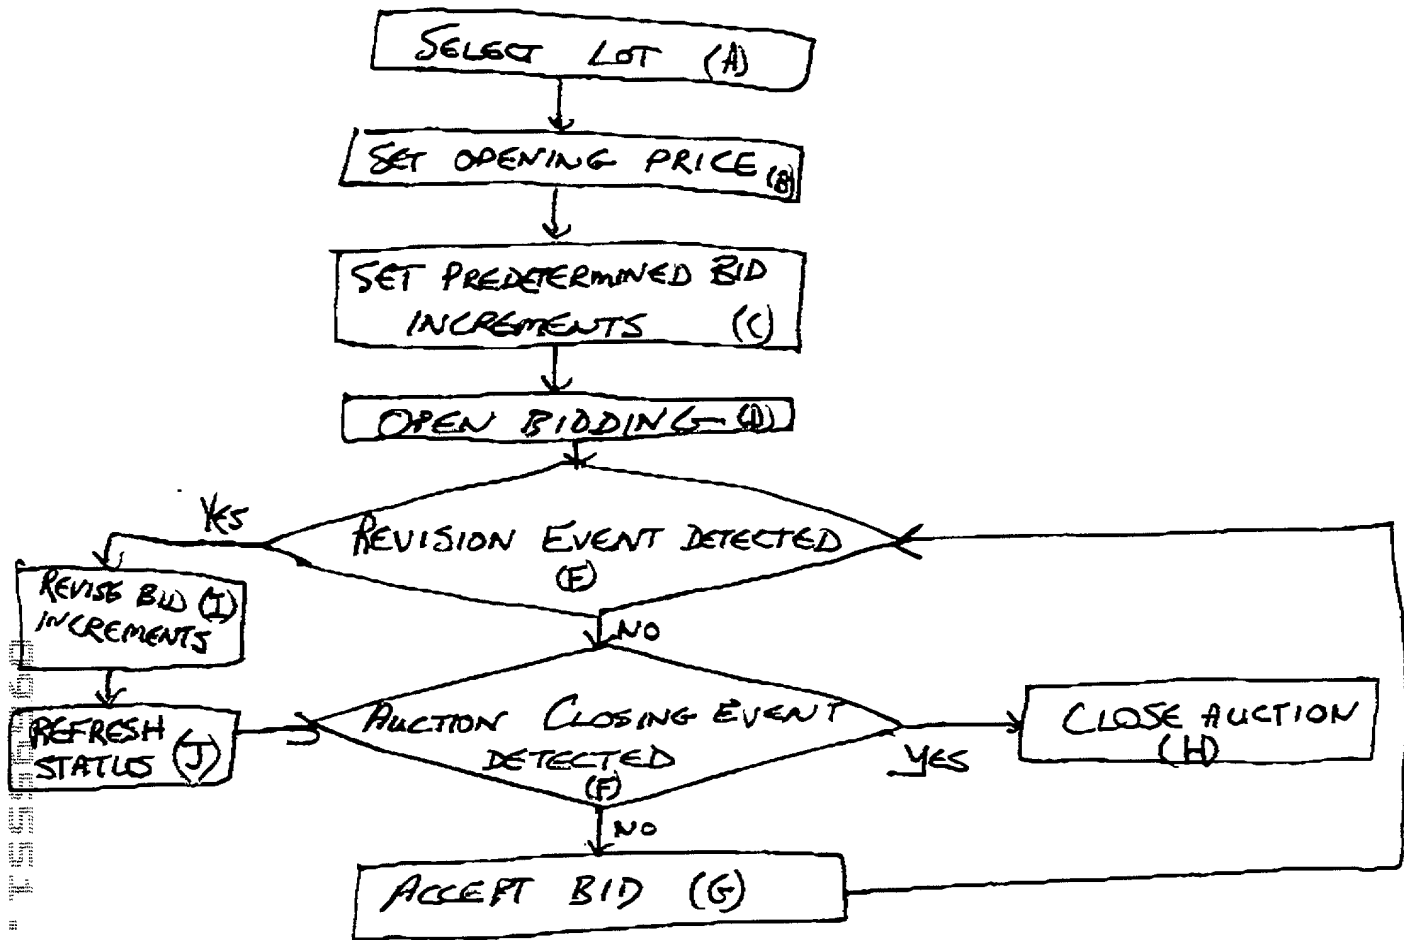 SELECT LOT (A)
SET OPENING PRICE (B)
SET PREDETERMINED BID
INCREMENTS (C)
OPEN BIDDING (D)
YES
REVISION EVENT DETECTED
(E)
REVISE BID (I)
INCREMENTS
NO
REFRESH
STATUS (J)
AUCTION CLOSING EVENT
DETECTED
(F)
YES
CLOSE AUCTION
(H)
NO
ACCEPT BID (G)